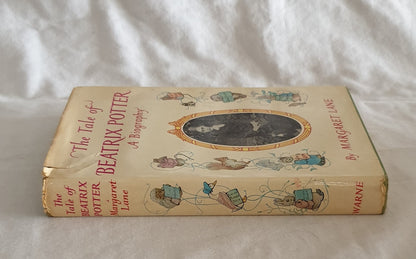 The Tale of
BEATRIX POTTER
A Biography
By MARGARET LANE
The
Tale of
BEATRIX
POTTER
Margaret
Lane
WARNE